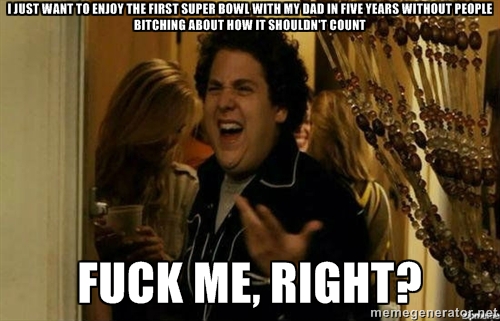 I JUST WANT TO ENJOY THE FIRST SUPER BOWL WITH MY DAD IN FIVE YEARS WITHOUT PEOPLE
BITCHING ABOUT HOW IT SHOULDN'T COUNT
FUCK ME, RIGHT?
memegenerator.net